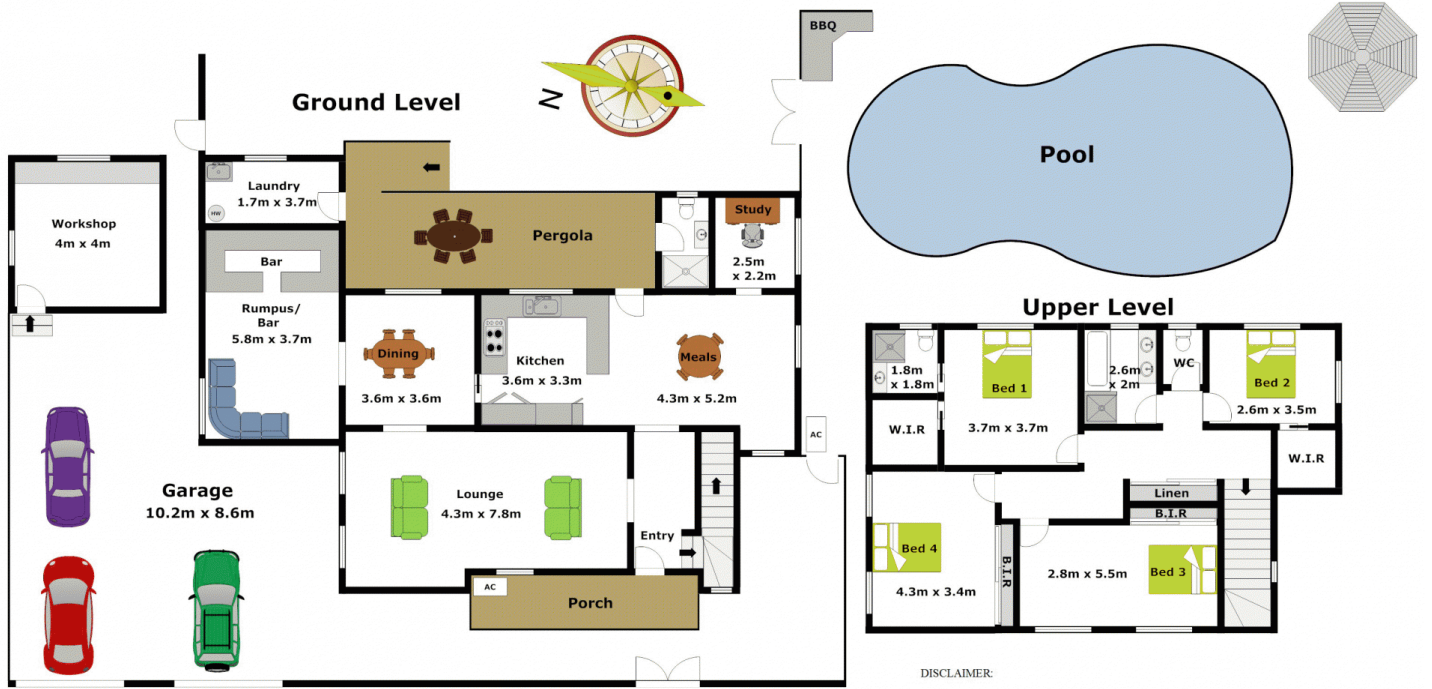 BBQ
Ground Level
N
Pool
Laundry
1.7m x 3.7m
HW
Workshop
4m x 4m
Study
2.5m
x 2.2m
Pergola
Bar
Rumpus/
Bar
5.8m x 3.7m
Dining
3.6m x 3.6m
Kitchen
3.6m x 3.3m
Meals
4.3m x 5.2m
AC
Garage
10.2m x 8.6m
Lounge
4.3m x 7.8m
Entry
AC
Porch
Upper Level
1.8m
x 1.8m
Bed 1
3.7m x 3.7m
2.6m
x 2m
WC
Bed 2
2.6m x 3.5m
W.I.R
W.I.R
Linen
B.I.R
Bed 4
4.3m x 3.4m
B.I.R
2.8m x 5.5m
Bed 3
DISCLAIMER: